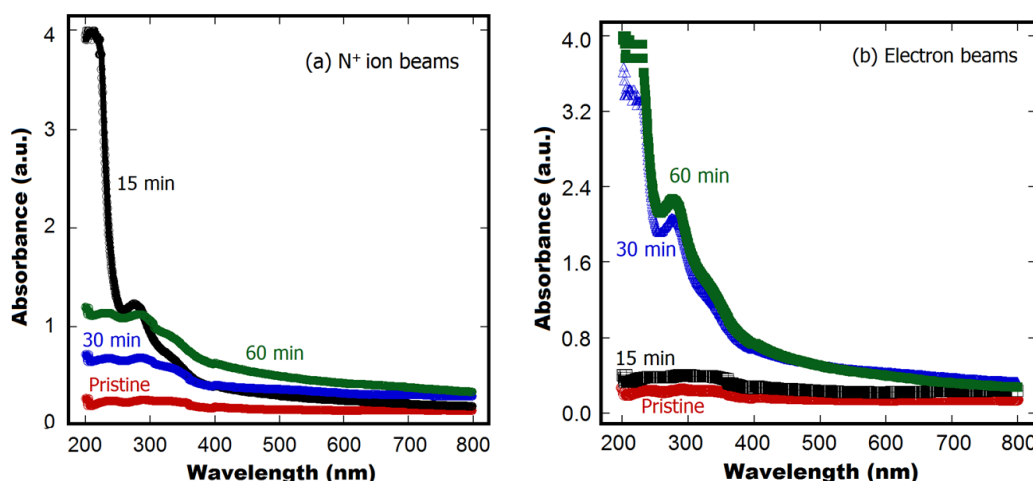 (a) N⁺ ion beams
Absorbance (a.u.)
4
3
2
1
0
15 min
30 min
60 min
Pristine
200 300 400 500 600 700 800
Wavelength (nm)
(b) Electron beams
Absorbance (a.u.)
4.0
3.2
2.4
1.6
0.8
0.0
60 min
30 min
15 min
Pristine
200 300 400 500 600 700 800
Wavelength (nm)